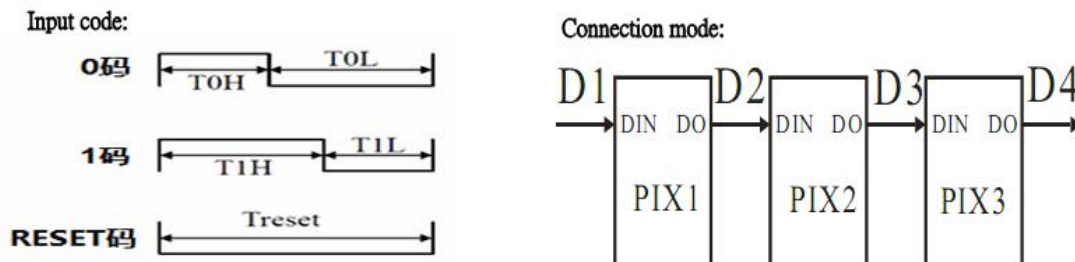 Input code:
0码
T0H
T0L
1码
T1H
T1L
RESET码
Treset
Connection mode:
D1
D2
D3
D4
DIN DO
DIN DO
DIN DO
PIX1
PIX2
PIX3